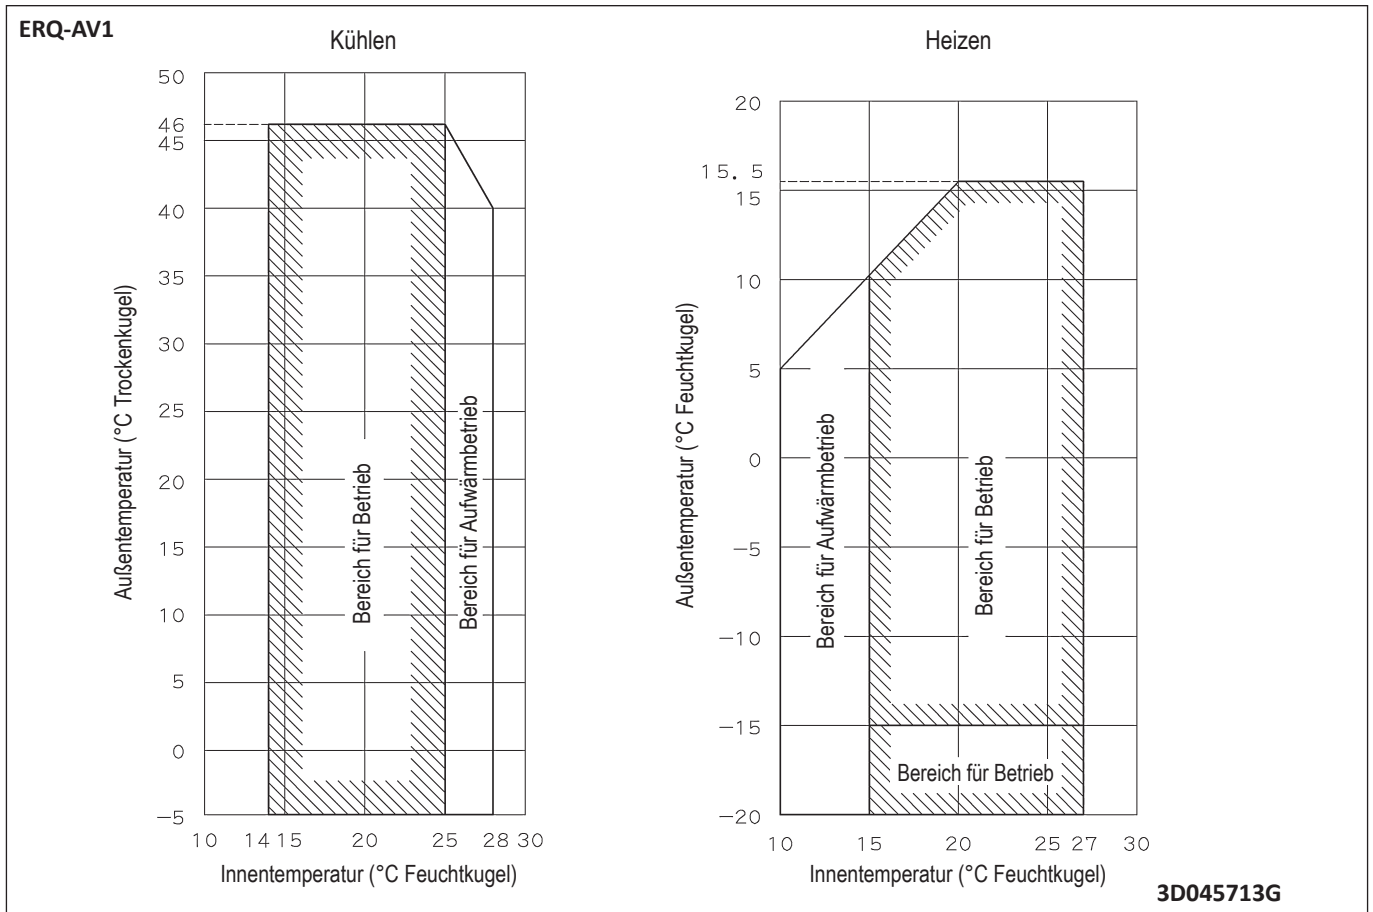 ERQ-AV1
Kühlen
Außentemperatur (°C Trockenkugel)
50
46
45
40
35
30
25
20
15
10
5
0
−5
Bereich für Betrieb
Bereich für Aufwärmbetrieb
10 14 15 20 25 28 30
Innentemperatur (°C Feuchtkugel)
Heizen
Außentemperatur (°C Feuchtkugel)
20
15. 5
15
10
5
0
−5
−10
−15
−20
Bereich für Aufwärmbetrieb
Bereich für Betrieb
Bereich für Betrieb
10 15 20 25 27 30
Innentemperatur (°C Feuchtkugel)
3D045713G